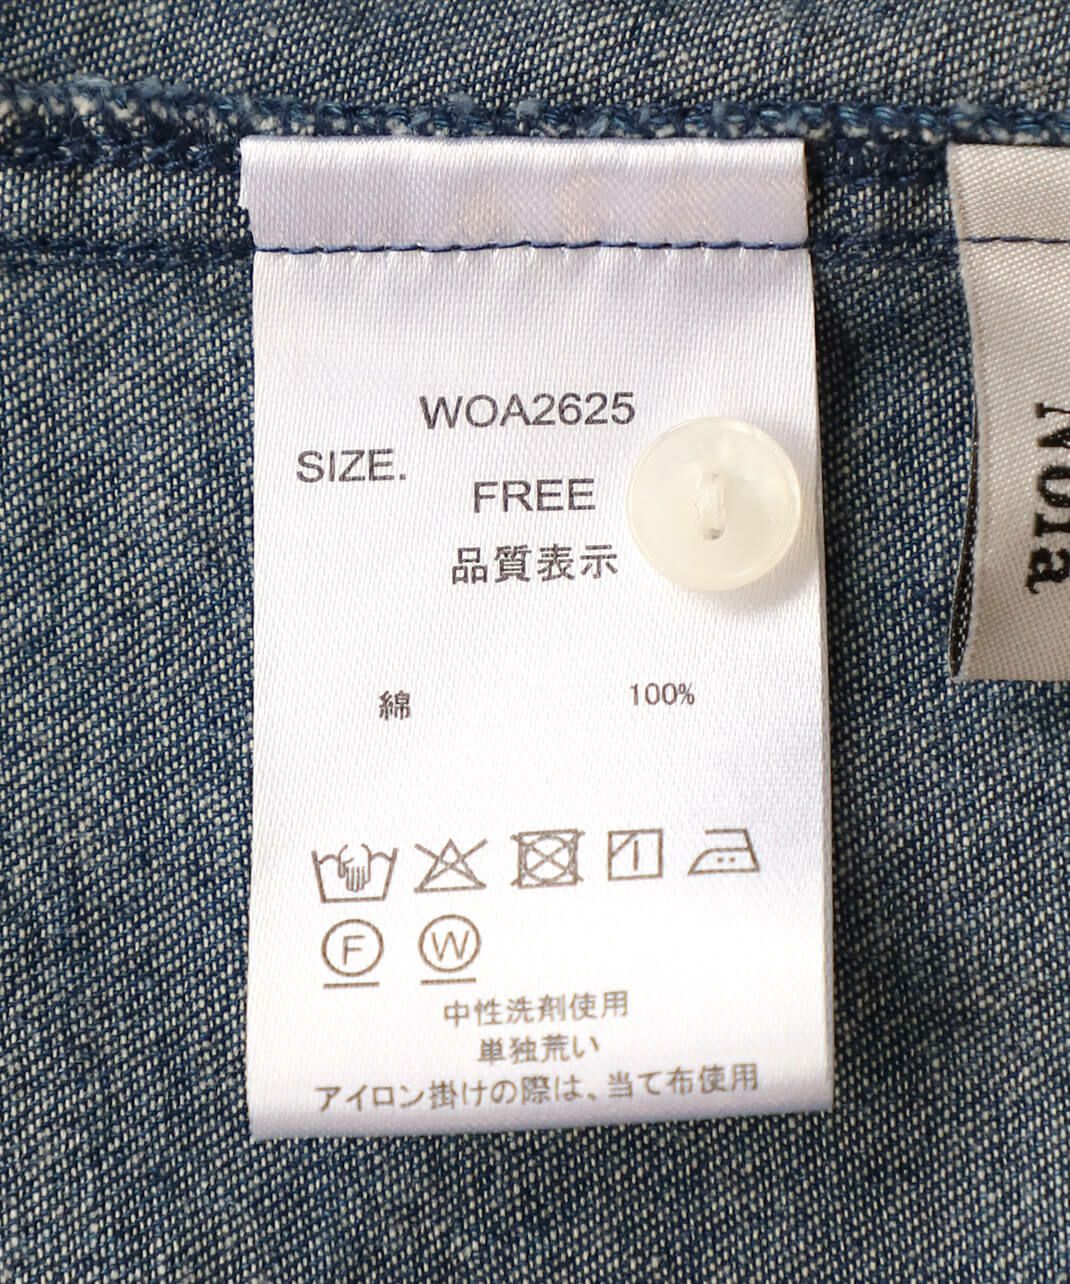 WOA2625
SIZE.
FREE
品質表示
綿 100%
F W
中性洗剤使用
単独荒い
アイロン掛けの際は、当て布使用
Nola